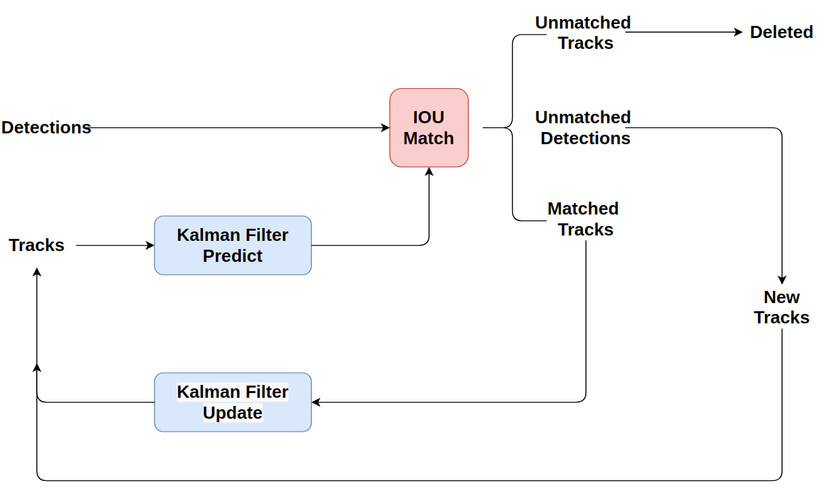 Unmatched
Tracks
Deleted
Detections
IOU
Match
Unmatched
Detections
Matched
Tracks
Tracks
Kalman Filter
Predict
New
Tracks
Kalman Filter
Update